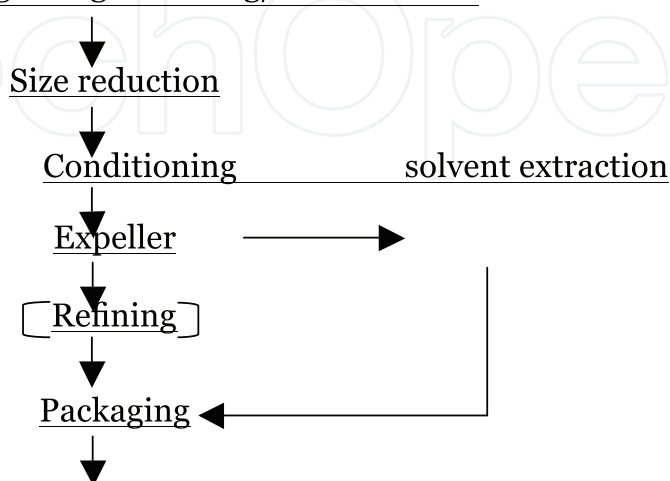 Size reduction
Conditioning solvent extraction
Expeller
Refining
Packaging